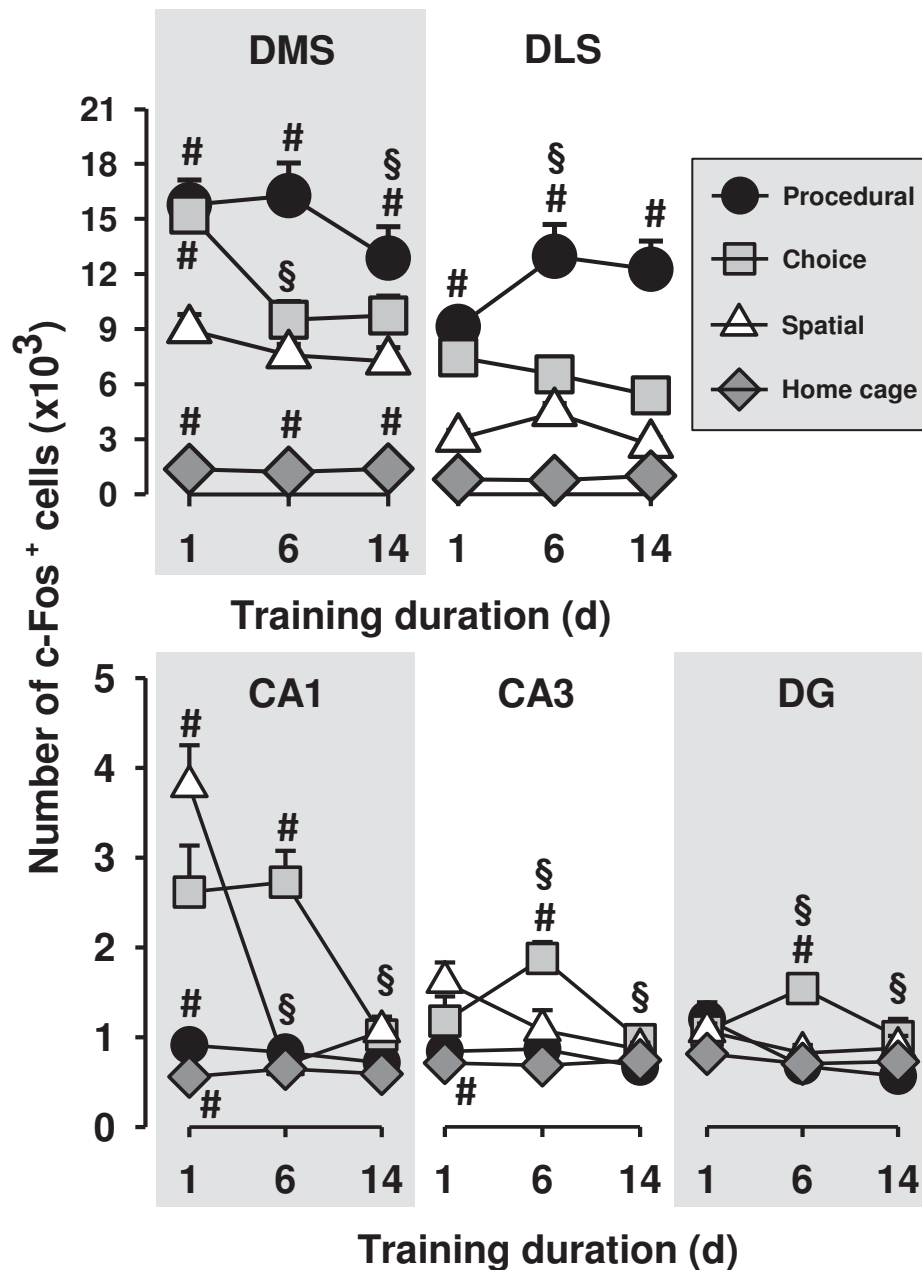 DMS
DLS
21
18
15
12
9
6
3
0
# # § #
# §
# # #
# § # #
1 6 14
1 6 14
Training duration (d)
Procedural
Choice
Spatial
Home cage
Number of c-Fos⁺ cells (x10³)
CA1
CA3
DG
5
4
3
2
1
0
# #
# § §
#
§ # §
#
§ # §
1 6 14
1 6 14
1 6 14
Training duration (d)